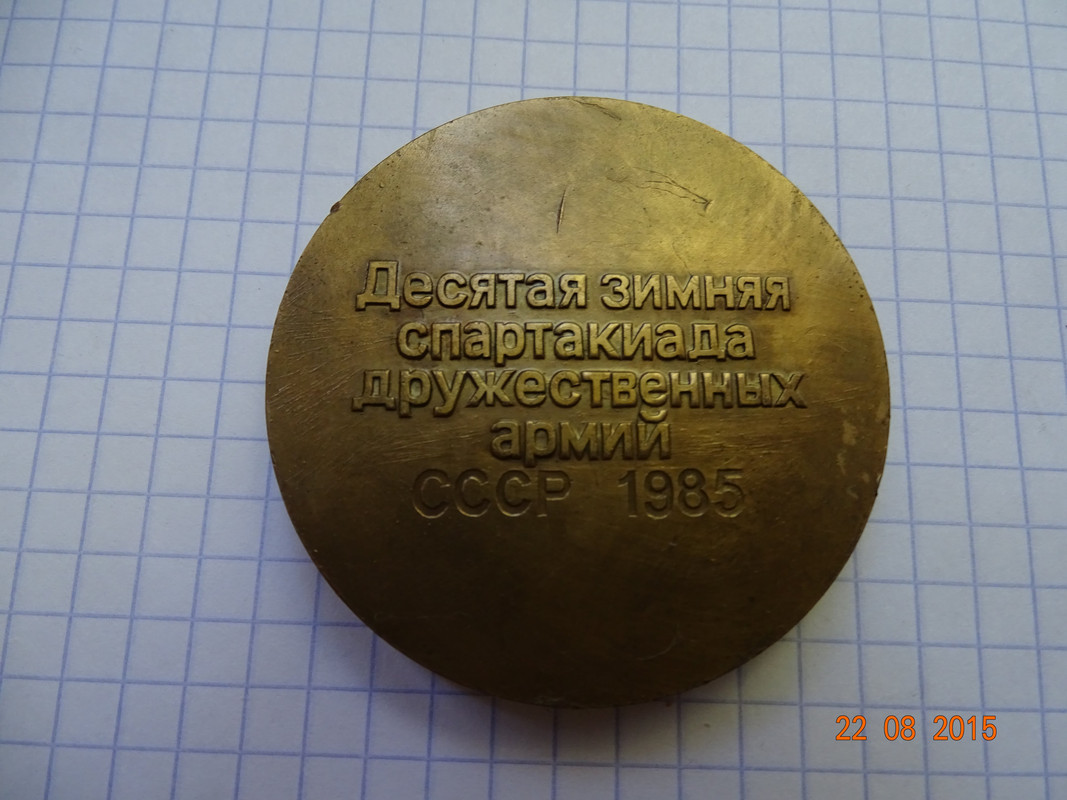 Десятая зимняя
спартакиада
дружественных
армий
СССР 1985
22 08 2015